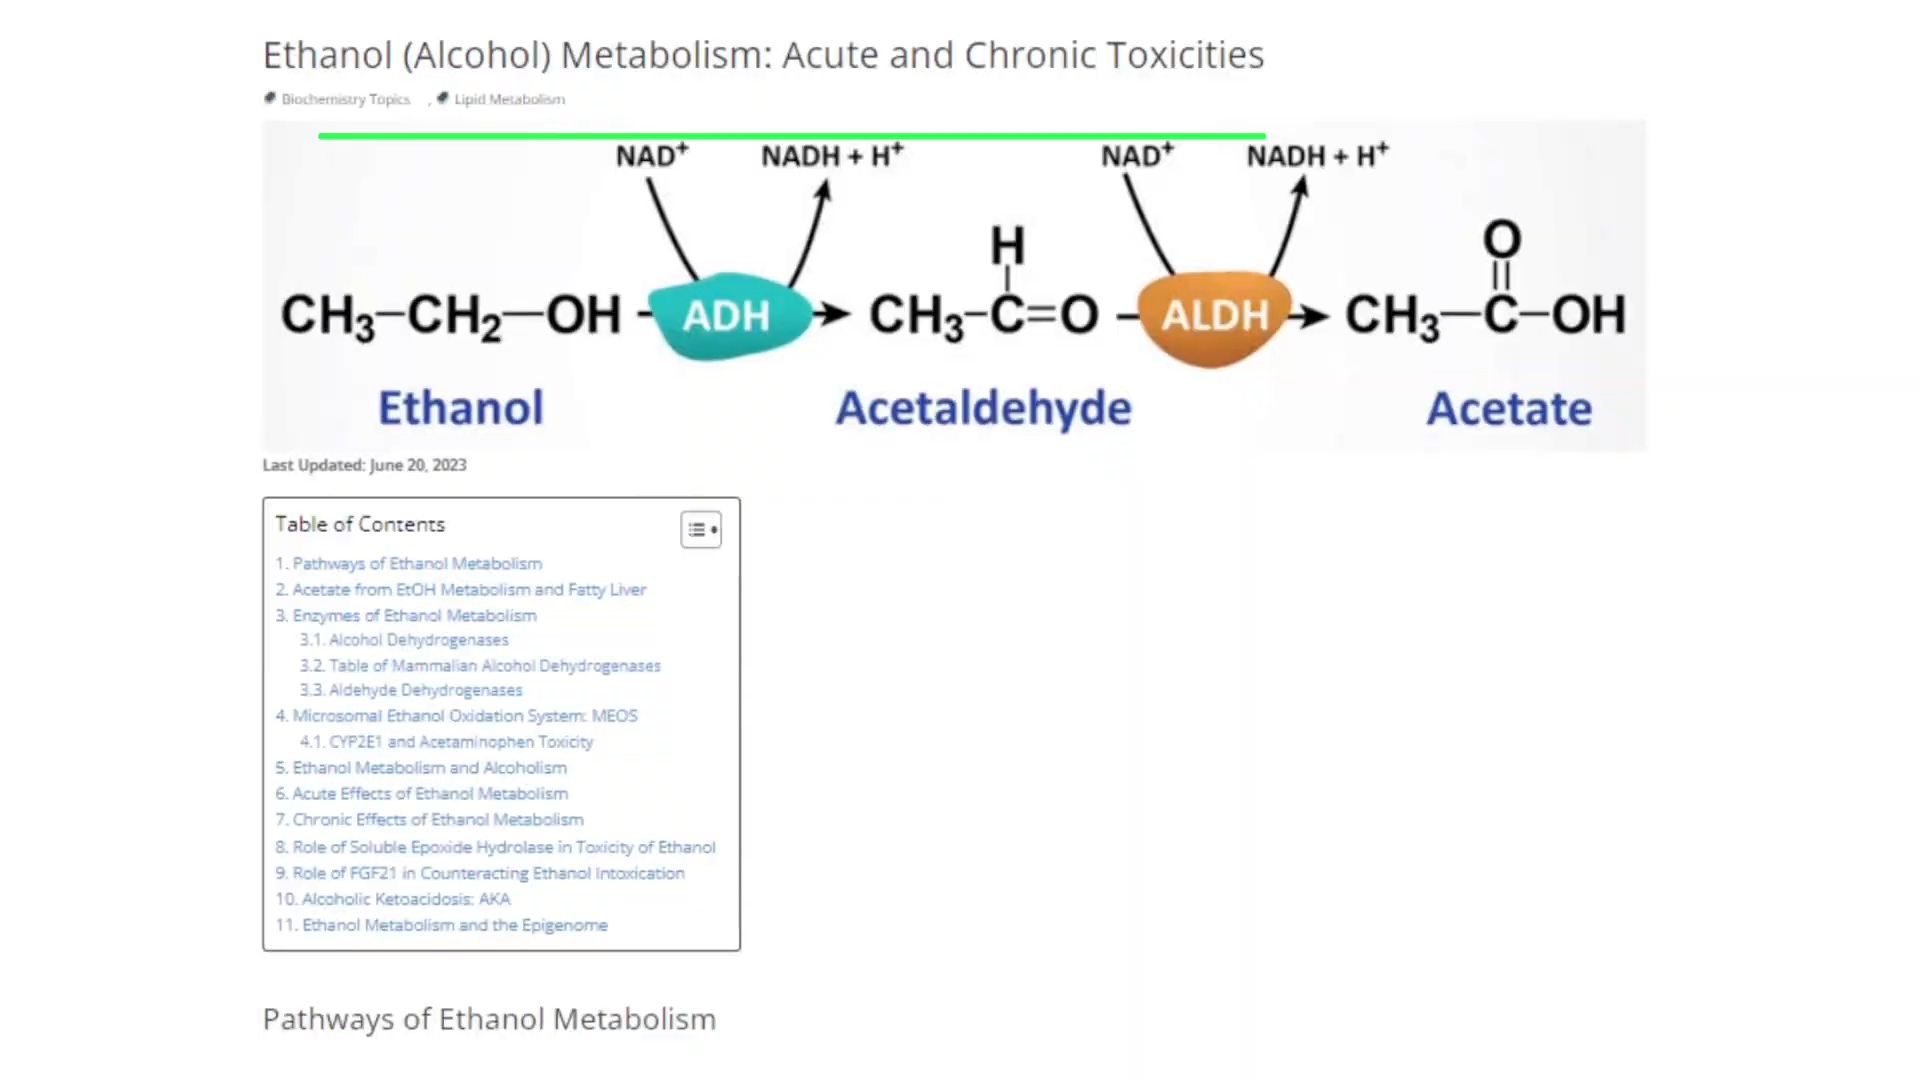 Ethanol (Alcohol) Metabolism: Acute and Chronic Toxicities
Biochemistry Topics , Lipid Metabolism
NAD⁺ NADH + H⁺ NAD⁺ NADH + H⁺
H O
CH₃–CH₂–OH ADH CH₃–C=O ALDH CH₃–C–OH
Ethanol Acetaldehyde Acetate
Last Updated: June 20, 2023
Table of Contents
1. Pathways of Ethanol Metabolism
2. Acetate from EtOH Metabolism and Fatty Liver
3. Enzymes of Ethanol Metabolism
3.1. Alcohol Dehydrogenases
3.2. Table of Mammalian Alcohol Dehydrogenases
3.3. Aldehyde Dehydrogenases
4. Microsomal Ethanol Oxidation System: MEOS
4.1. CYP2E1 and Acetaminophen Toxicity
5. Ethanol Metabolism and Alcoholism
6. Acute Effects of Ethanol Metabolism
7. Chronic Effects of Ethanol Metabolism
8. Role of Soluble Epoxide Hydrolase in Toxicity of Ethanol
9. Role of FGF21 in Counteracting Ethanol Intoxication
10. Alcoholic Ketoacidosis: AKA
11. Ethanol Metabolism and the Epigenome
Pathways of Ethanol Metabolism